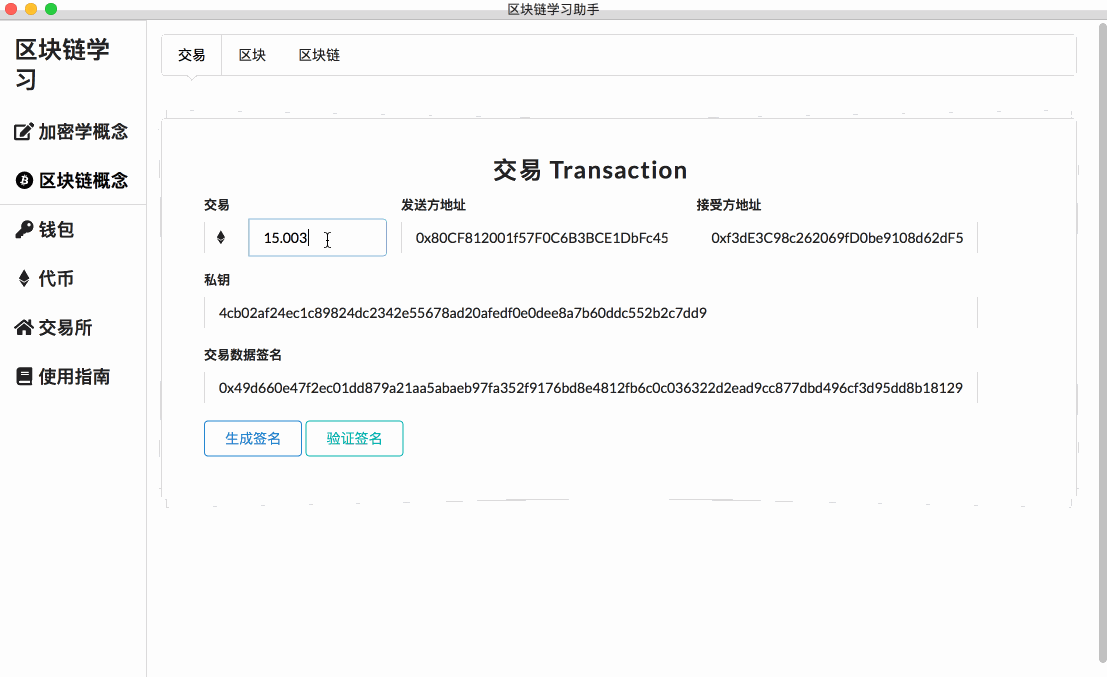 区块链学习助手
区块链学
习
加密学概念
区块链概念
钱包
代币
交易所
使用指南
交易 区块 区块链
交易 Transaction
交易 发送方地址 接受方地址
15.003 0x80CF812001f57F0C6B3BCE1DbFc45 0xf3dE3C98c262069fD0be9108d62dF5
私钥
4cb02af24ec1c89824dc2342e55678ad20afedf0e0dee8a7b60ddc552b2c7dd9
交易数据签名
0x49d660e47f2ec01dd879a21aa5abaeb97fa352f9176bd8e4812fb6c0c036322d2ead9cc877dbd496cf3d95dd8b18129
生成签名 验证签名